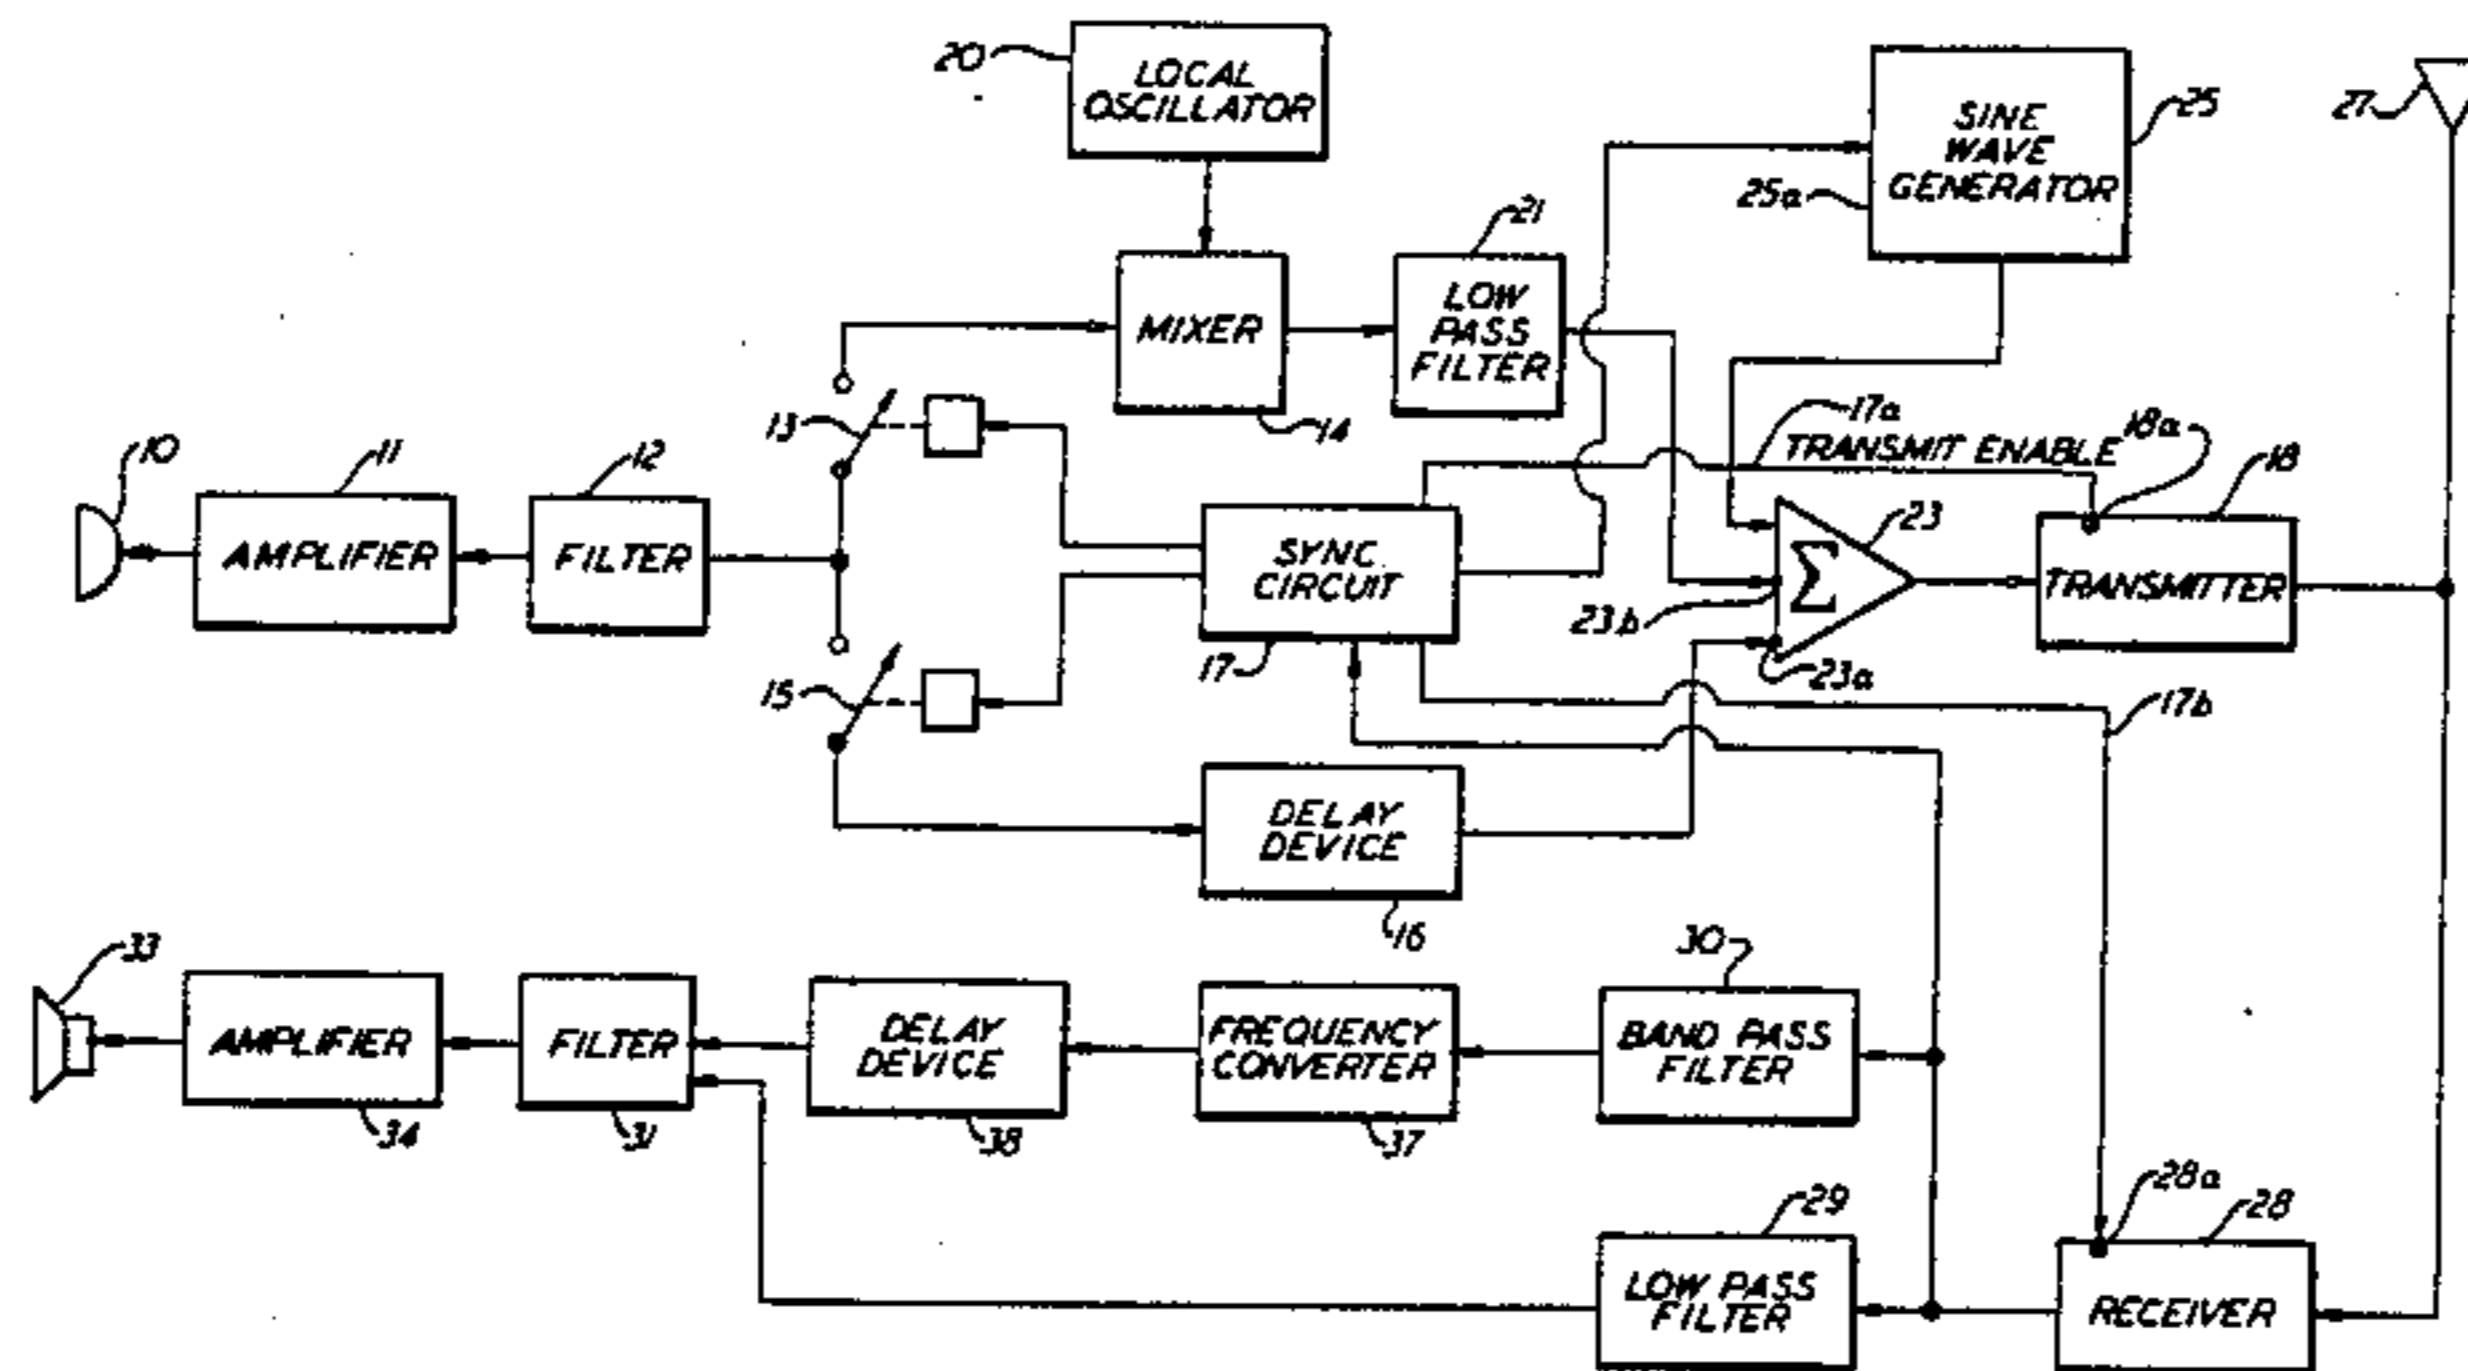 20
LOCAL
OSCILLATOR
SINE
WAVE
GENERATOR
25
25a
27
21
MIXER
14
LOW
PASS
FILTER
13
17a
TRANSMIT ENABLE
18a
18
10
11
AMPLIFIER
12
FILTER
SYNC
CIRCUIT
17
23
Σ
23b
23a
TRANSMITTER
15
17b
DELAY
DEVICE
16
33
AMPLIFIER
34
FILTER
31
DELAY
DEVICE
38
FREQUENCY
CONVERTER
37
30
BAND PASS
FILTER
29
LOW PASS
FILTER
28a
28
RECEIVER